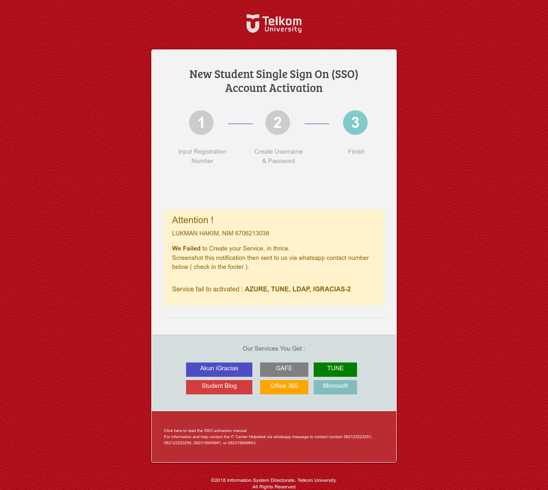 Telkom
University
New Student Single Sign On (SSO)
Account Activation
1
2
3
Input Registration
Number
Create Username
& Password
Finish
Attention !
LUKMAN HAKIM, NIM 6706213038
We Failed to Create your Service, in thrice.
Screenshot this notification then sent to us via whatsapp contact number
below ( check in the footer ).
Service fail to activated : AZURE, TUNE, LDAP, IGRACIAS-2
Our Services You Get :
Akun iGracias
GAFE
TUNE
Student Blog
Office 365
Microsoft
Click here to read the SSO activasion manual
For information and help contact the IT Center Helpdesk via whatsapp message to contact number 082123223251,
082123223254, 082319949941, or 082319949943.
©2018 Information System Directorate, Telkom University.
All Rights Reserved